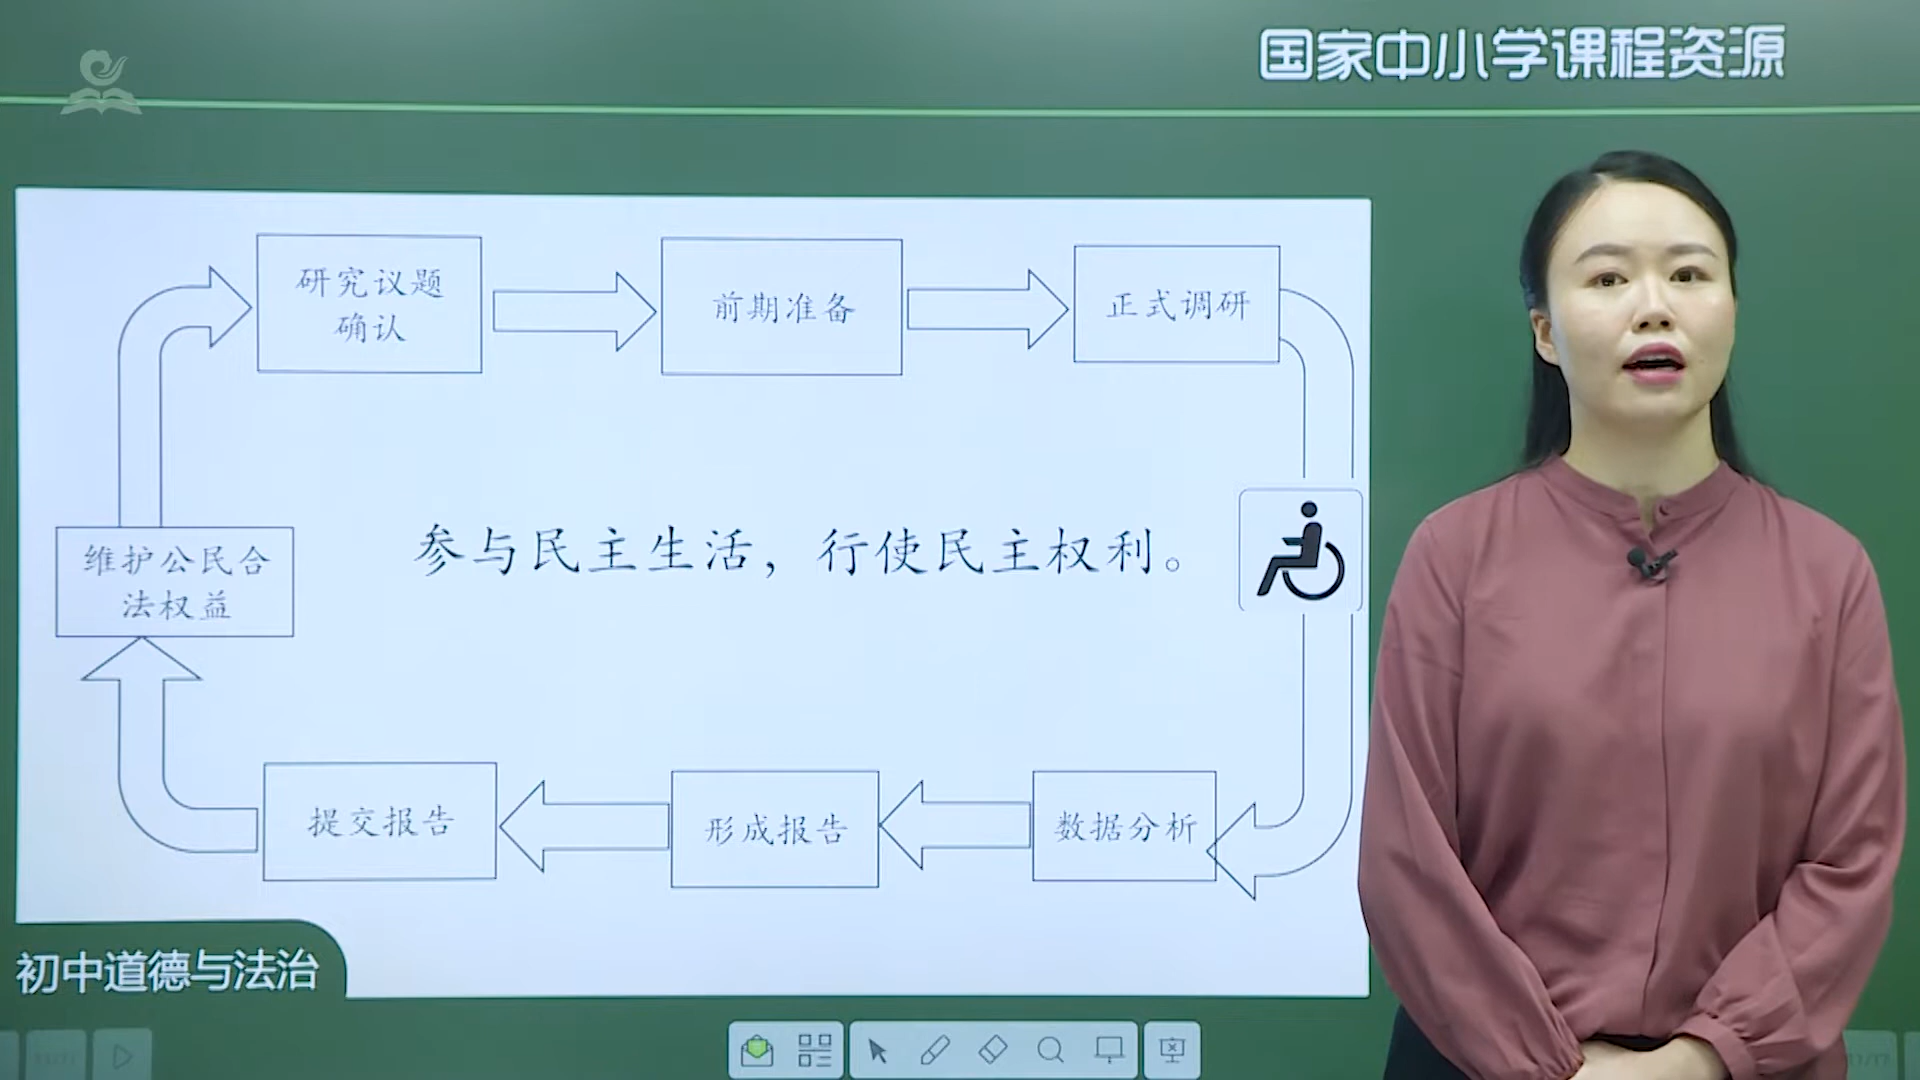 国家中小学课程资源
研究议题
确认
前期准备
正式调研
维护公民合
法权益
参与民主生活，行使民主权利。
提交报告
形成报告
数据分析
初中道德与法治